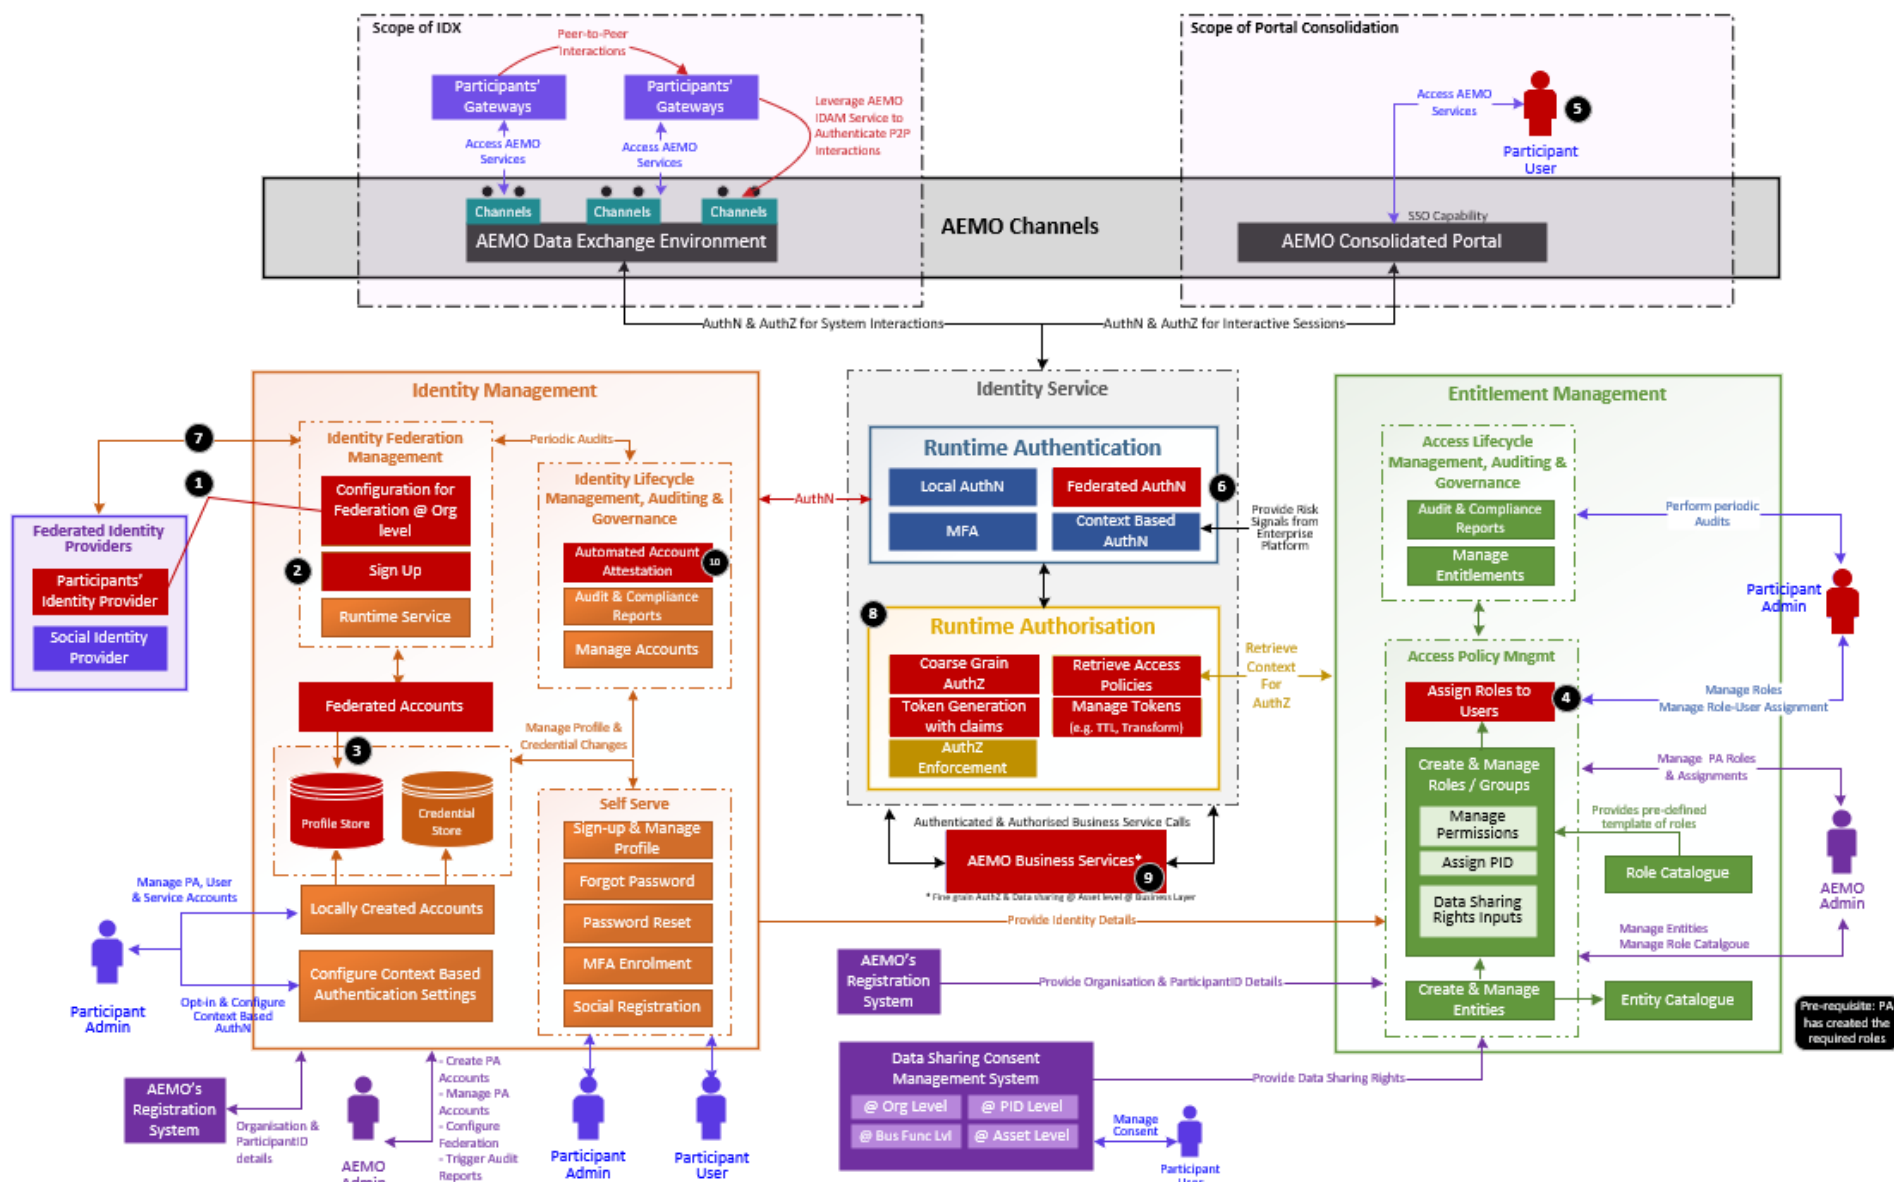 Scope of IDX
Peer-to-Peer
Interactions
Participants'
Gateways
Participants'
Gateways
Leverage AEMO
IDAM Service to
Authenticate P2P
Interactions
Access AEMO
Services
Access AEMO
Services
Channels
Channels
Channels
AEMO Data Exchange Environment
AEMO Channels
Scope of Portal Consolidation
Access AEMO
Services
5
Participant
User
SSO Capability
AEMO Consolidated Portal
AuthN & AuthZ for System Interactions
AuthN & AuthZ for Interactive Sessions
7
1
Federated Identity
Providers
Participants'
Identity Provider
Social Identity
Provider
Identity Management
Identity Federation
Management
Configuration for
Federation @ Org
level
2
Sign Up
Runtime Service
Periodic Audits
Identity Lifecycle
Management, Auditing &
Governance
Automated Account
Attestation
10
Audit & Compliance
Reports
Manage Accounts
Federated Accounts
Manage Profile &
Credential Changes
3
Profile Store
Credential
Store
Locally Created Accounts
Configure Context Based
Authentication Settings
Self Serve
Sign-up & Manage
Profile
Forgot Password
Password Reset
MFA Enrolment
Social Registration
Manage PA, User
& Service Accounts
Participant
Admin
Opt-in & Configure
Context Based
AuthN
AEMO's
Registration
System
Organisation &
ParticipantID
details
AEMO
Admin
- Create PA
Accounts
- Manage PA
Accounts
- Configure
Federation
- Trigger Audit
Reports
Participant
Admin
Participant
User
AuthN
Identity Service
Runtime Authentication
Local AuthN
Federated AuthN
6
MFA
Context Based
AuthN
Provide Risk
Signals from
Enterprise
Platform
8
Runtime Authorisation
Coarse Grain
AuthZ
Retrieve Access
Policies
Token Generation
with claims
Manage Tokens
(e.g. TTL, Transform)
AuthZ
Enforcement
Retrieve
Context
For
AuthZ
Authenticated & Authorised Business Service Calls
AEMO Business Services*
9
* Fine grain AuthZ & Data sharing @ Asset level @ Business Layer
Provide Identity Details
AEMO's
Registration
System
Provide Organisation & ParticipantID Details
Data Sharing Consent
Management System
@ Org Level
@ PID Level
@ Bus Func Lvl
@ Asset Level
Provide Data Sharing Rights
Manage
Consent
Participant
User
Entitlement Management
Access Lifecycle
Management, Auditing &
Governance
Audit & Compliance
Reports
Manage
Entitlements
Perform periodic
Audits
Participant
Admin
Access Policy Mngmt
Assign Roles to
Users
4
Manage Roles
Manage Role-User Assignment
Create & Manage
Roles / Groups
Manage
Permissions
Assign PID
Data Sharing
Rights Inputs
Manage PA Roles
& Assignments
Provides pre-defined
template of roles
Role Catalogue
AEMO
Admin
Manage Entities
Manage Role Catalgoue
Create & Manage
Entities
Entity Catalogue
Pre-requisite: PA
has created the
required roles